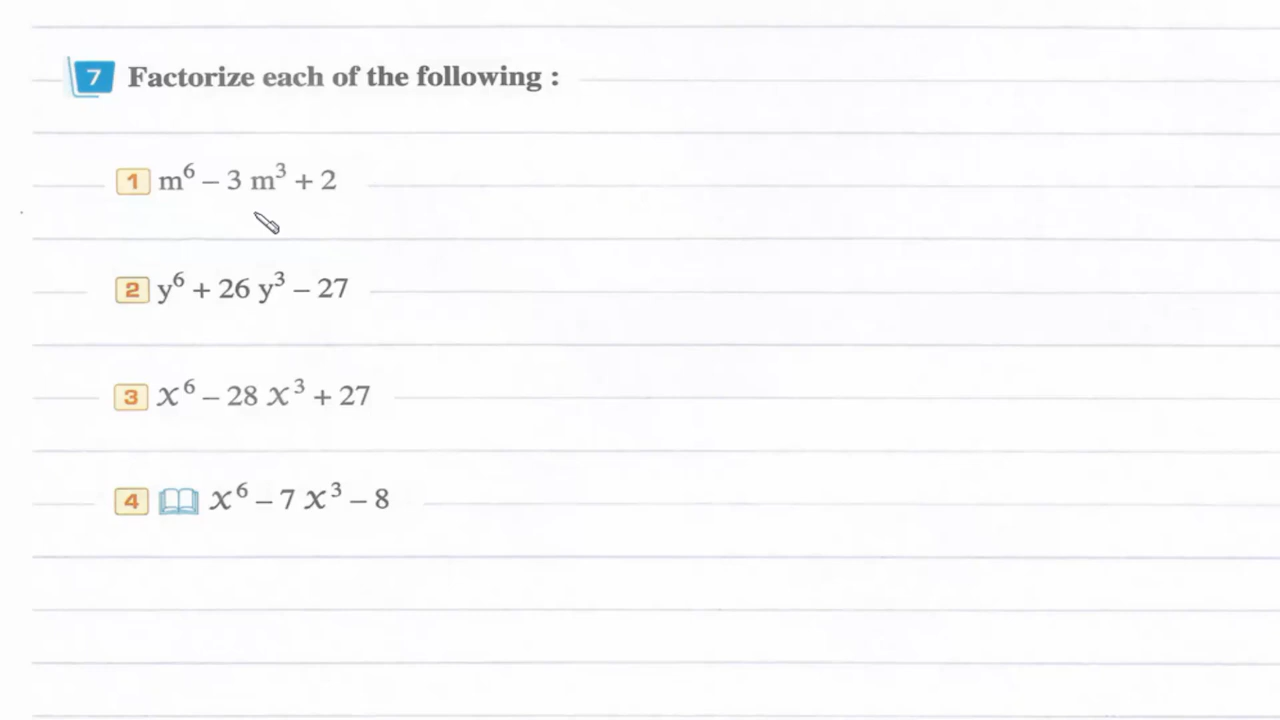 7 Factorize each of the following :
1 m⁶ – 3 m³ + 2
2 y⁶ + 26 y³ – 27
3 x⁶ – 28 x³ + 27
4 x⁶ – 7 x³ – 8